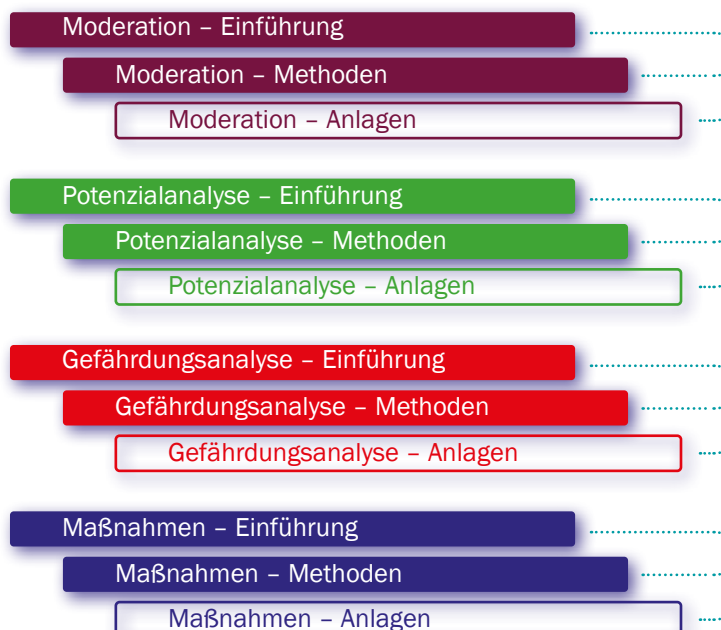 Moderation – Einführung
Moderation – Methoden
Moderation – Anlagen
Potenzialanalyse – Einführung
Potenzialanalyse – Methoden
Potenzialanalyse – Anlagen
Gefährdungsanalyse – Einführung
Gefährdungsanalyse – Methoden
Gefährdungsanalyse – Anlagen
Maßnahmen – Einführung
Maßnahmen – Methoden
Maßnahmen – Anlagen